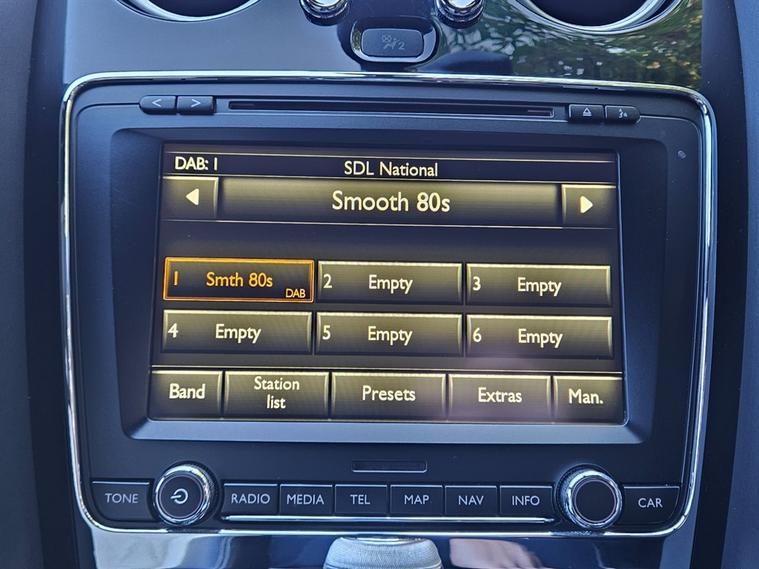 2
< >
DAB: 1 SDL National
Smooth 80s
1 Smth 80s DAB 2 Empty 3 Empty
4 Empty 5 Empty 6 Empty
Band Station list Presets Extras Man.
TONE RADIO MEDIA TEL MAP NAV INFO CAR